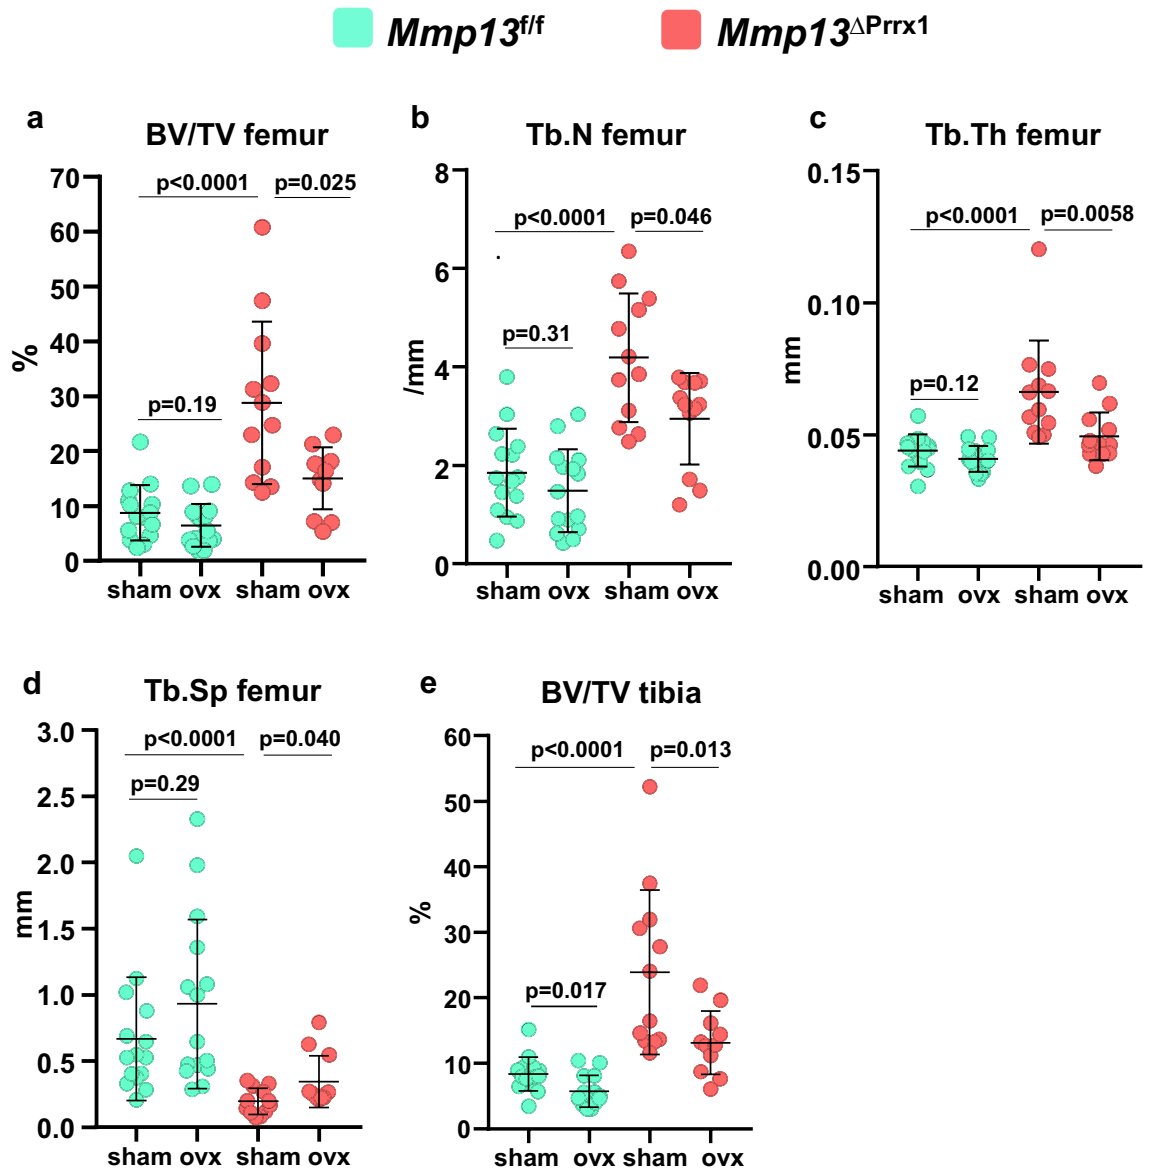 Mmp13f/f Mmp13ΔPrrx1
a
BV/TV femur
%
70
60
50
40
30
20
10
0
p<0.0001 p=0.025
p=0.19
sham ovx sham ovx
b
Tb.N femur
/mm
8
6
4
2
0
p<0.0001 p=0.046
p=0.31
sham ovx sham ovx
c
Tb.Th femur
mm
0.15
0.10
0.05
0.00
p<0.0001 p=0.0058
p=0.12
sham ovx sham ovx
d
Tb.Sp femur
mm
3.0
2.5
2.0
1.5
1.0
0.5
0.0
p<0.0001 p=0.040
p=0.29
sham ovx sham ovx
e
BV/TV tibia
%
60
50
40
30
20
10
0
p<0.0001 p=0.013
p=0.017
sham ovx sham ovx